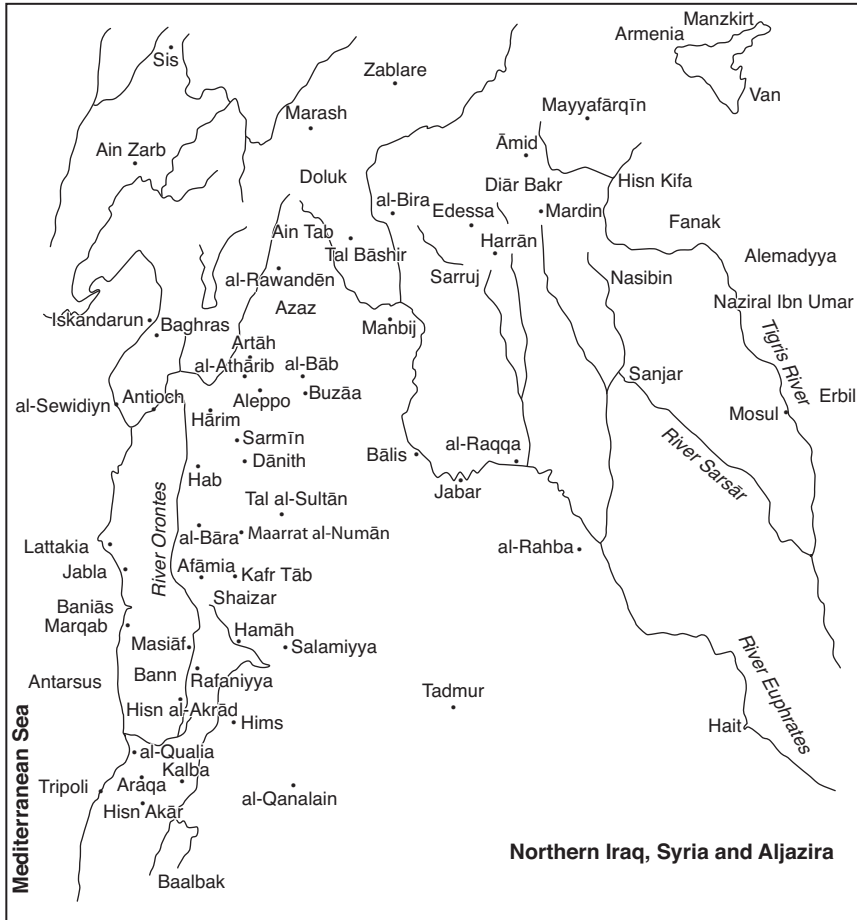 Manzkirt
Armenia
Sis
Zablare
Van
Marash
Mayyafārqīn
Ain Zarb
Āmid
Doluk
Diār Bakr
Hisn Kifa
al-Bira
Edessa
Mardin
Fanak
Ain Tab
Tal Bāshir
Harrān
Alemadyya
al-Rawandēn
Sarruj
Nasibin
Azaz
Naziral Ibn Umar
Iskandarun
Baghras
Manbij
Tigris River
Artāh
al-Athārib
al-Bāb
Sanjar
Aleppo
Buzāa
Erbil
al-Sewidiyn
Antioch
Mosul
Hārim
Sarmīn
Dānith
Bālis
al-Raqqa
River Sarsār
Hab
Jabar
Tal al-Sultān
River Orontes
al-Bāra
Maarrat al-Numān
Lattakia
al-Rahba
Jabla
Afāmia
Kafr Tāb
Shaizar
Baniās
Marqab
Hamāh
Masiāf
Salamiyya
River Euphrates
Antarsus
Bann
Rafaniyya
Tadmur
Hisn al-Akrād
Hims
Hait
Mediterranean Sea
al-Qualia
Kalba
Tripoli
Araqa
al-Qanalain
Hisn Akār
Northern Iraq, Syria and Aljazira
Baalbak